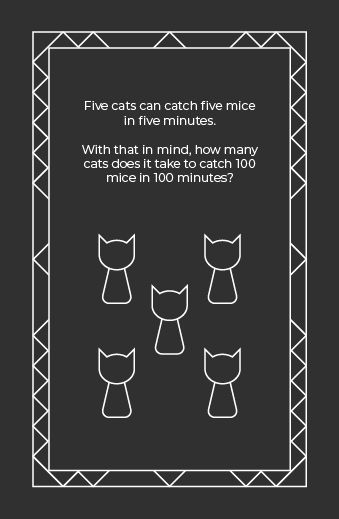 Five cats can catch five mice
in five minutes.
With that in mind, how many
cats does it take to catch 100
mice in 100 minutes?